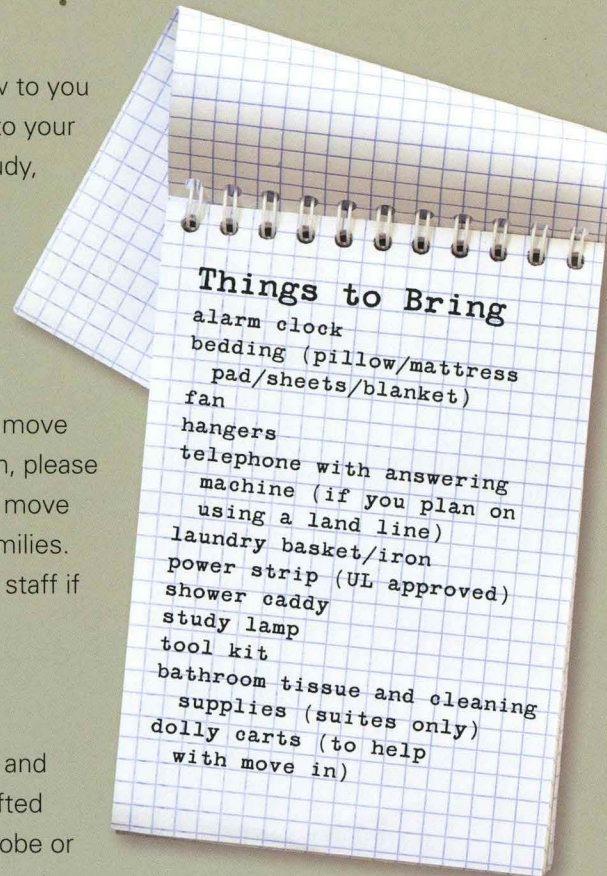 v to you
to your
udy,
move
n, please
move
milies.
staff if
and
fted
obe or
Things to Bring
alarm clock
bedding (pillow/mattress
pad/sheets/blanket)
fan
hangers
telephone with answering
machine (if you plan on
using a land line)
laundry basket/iron
power strip (UL approved)
shower caddy
study lamp
tool kit
bathroom tissue and cleaning
supplies (suites only)
dolly carts (to help
with move in)